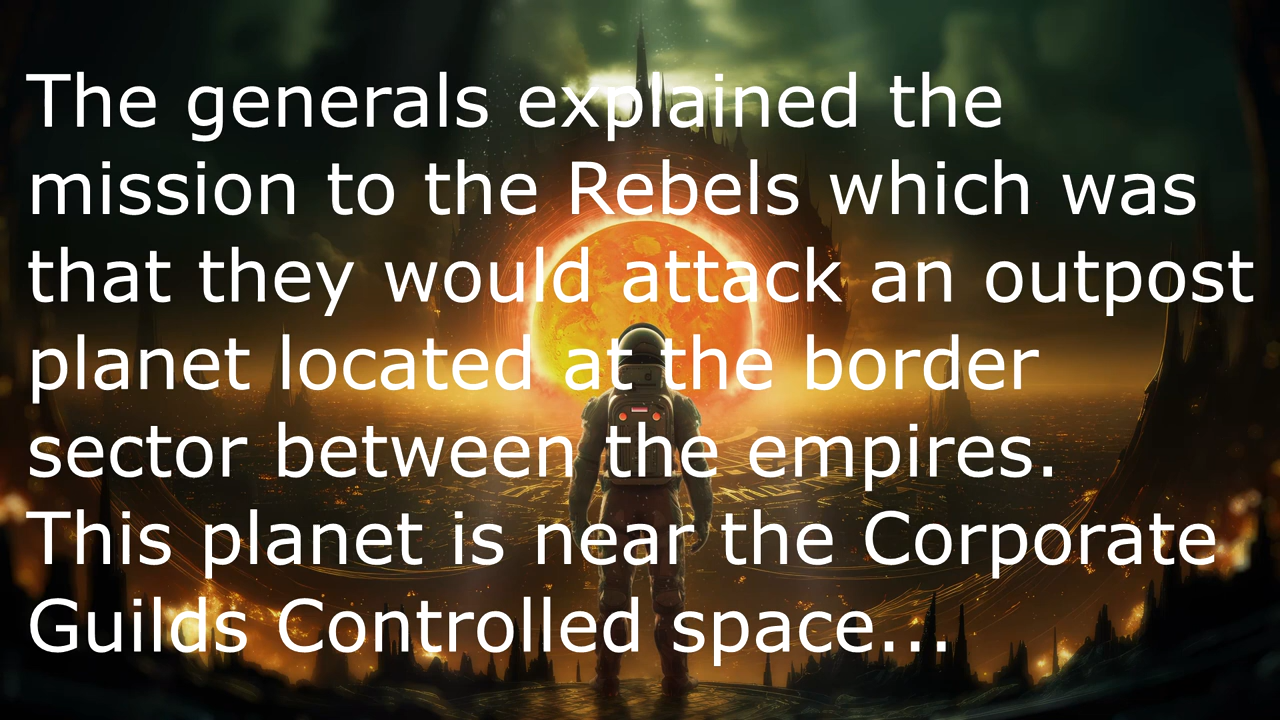 The generals explained the
mission to the Rebels which was
that they would attack an outpost
planet located at the border
sector between the empires.
This planet is near the Corporate
Guilds Controlled space...